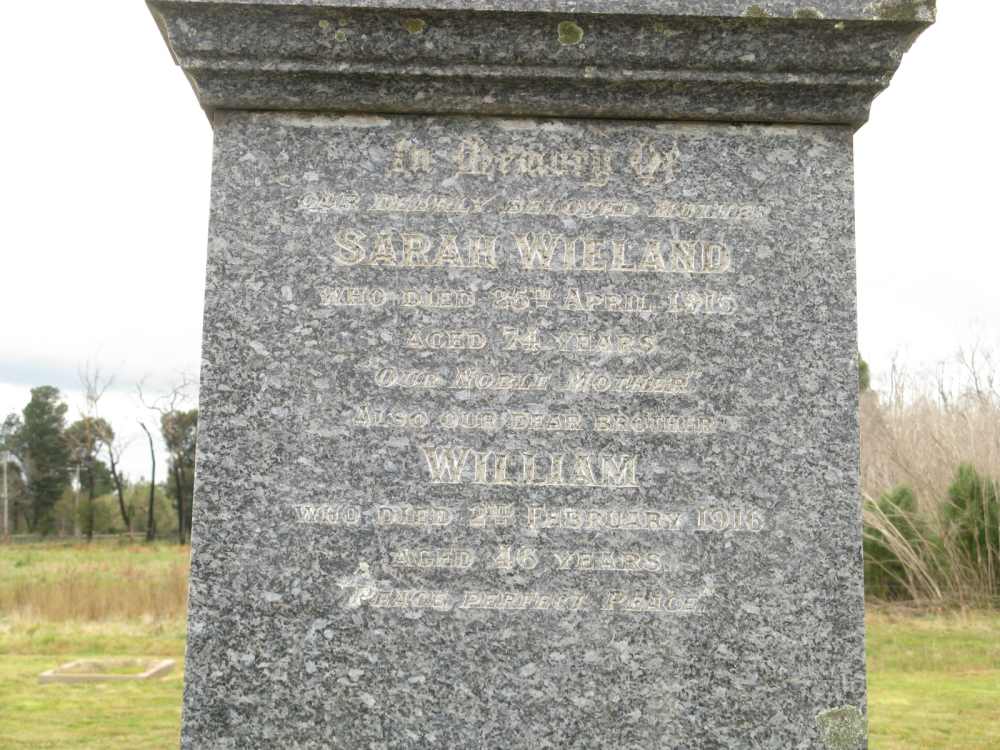 In Memory Of
OUR DEARLY BELOVED MOTHER
SARAH WIELAND
WHO DIED 25TH APRIL 1915
AGED 74 YEARS
"OUR NOBLE MOTHER"
ALSO OUR DEAR BROTHER
WILLIAM
WHO DIED 2ND FEBRUARY 1916
AGED 46 YEARS
"PEACE, PERFECT PEACE"